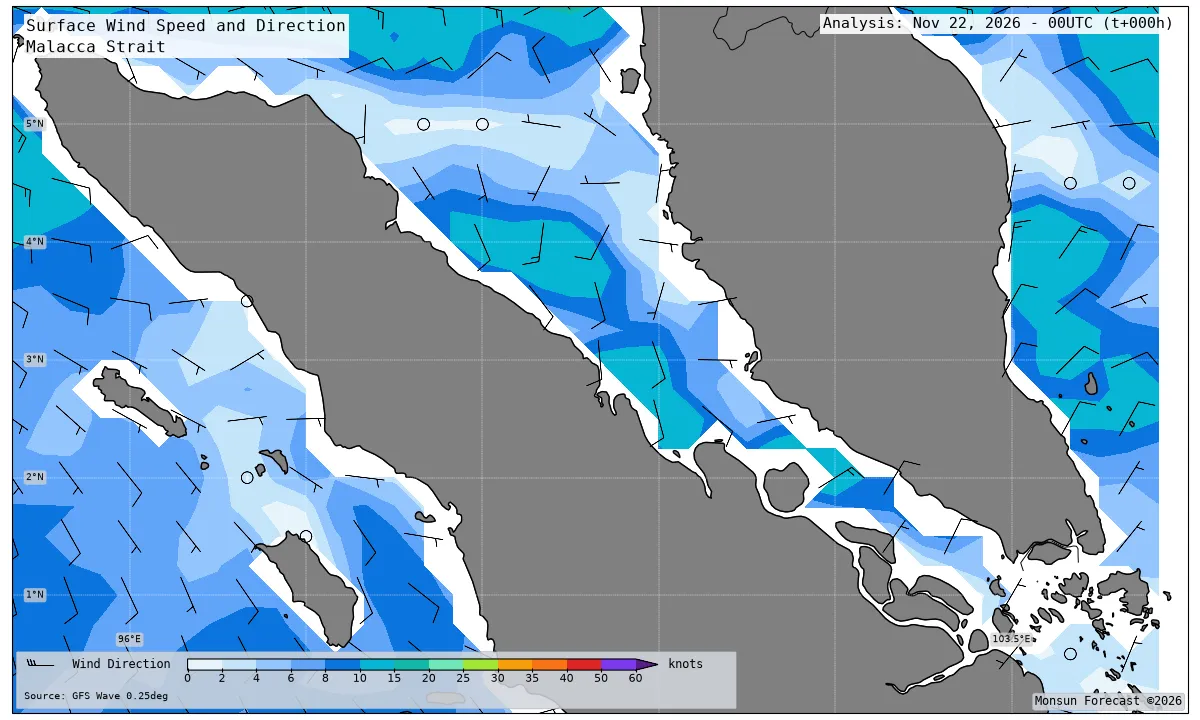 Surface Wind Speed and Direction
Malacca Strait
Analysis: Nov 22, 2026 - 00UTC (t+000h)
5°N
4°N
3°N
2°N
1°N
96°E
103.5°E
Wind Direction
knots
0 2 4 6 8 10 15 20 25 30 35 40 50 60
Source: GFS Wave 0.25deg
Monsun Forecast ©2026